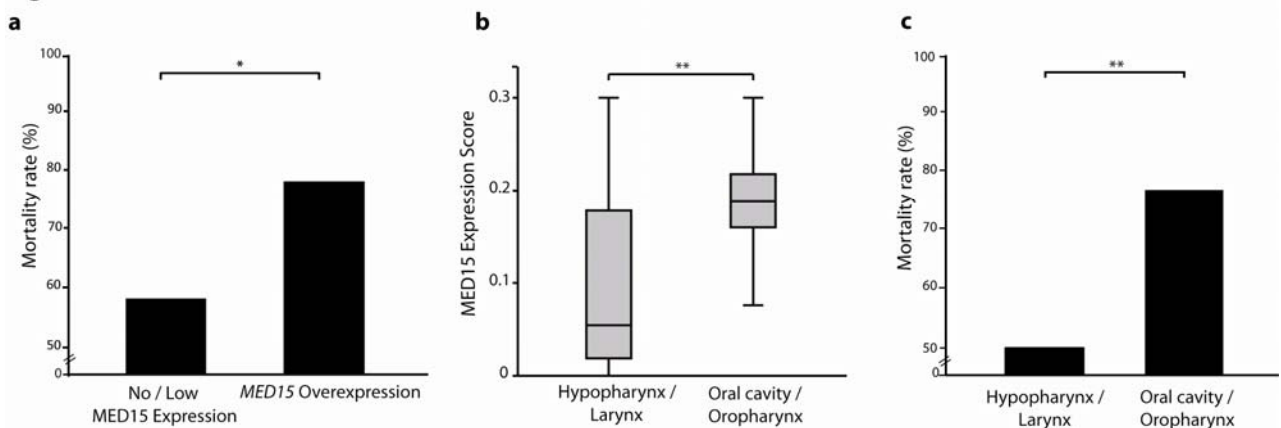 a
100
90
80
70
60
50
0
Mortality rate (%)
*
No / Low
MED15 Expression
MED15 Overexpression
b
0.3
0.2
0.1
0
MED15 Expression Score
**
Hypopharynx /
Larynx
Oral cavity /
Oropharynx
c
100
90
80
70
60
50
0
Mortality rate (%)
**
Hypopharynx /
Larynx
Oral cavity /
Oropharynx